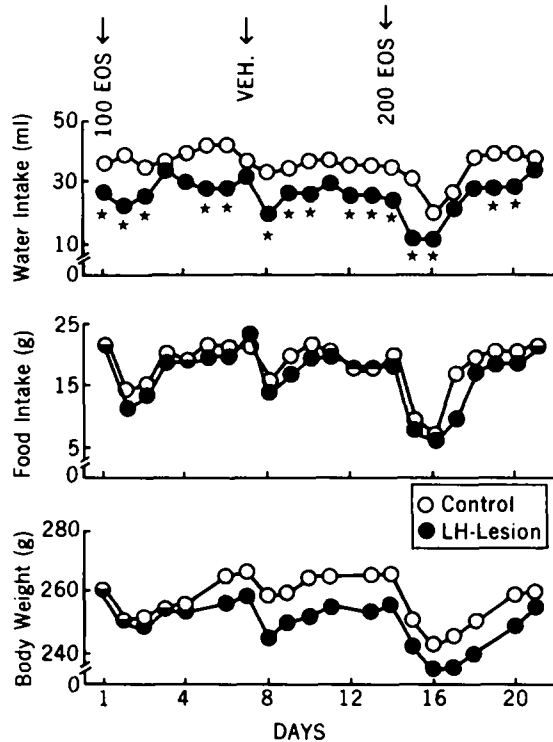 100 EOS →
VEH. →
200 EOS →
Water Intake (ml)
50
30
10
0
★ ★ ★ ★ ★ ★ ★ ★ ★ ★ ★ ★ ★ ★ ★
Food Intake (g)
25
15
5
0
○ Control
● LH-Lesion
Body Weight (g)
280
260
240
0
1 4 8 12 16 20
DAYS